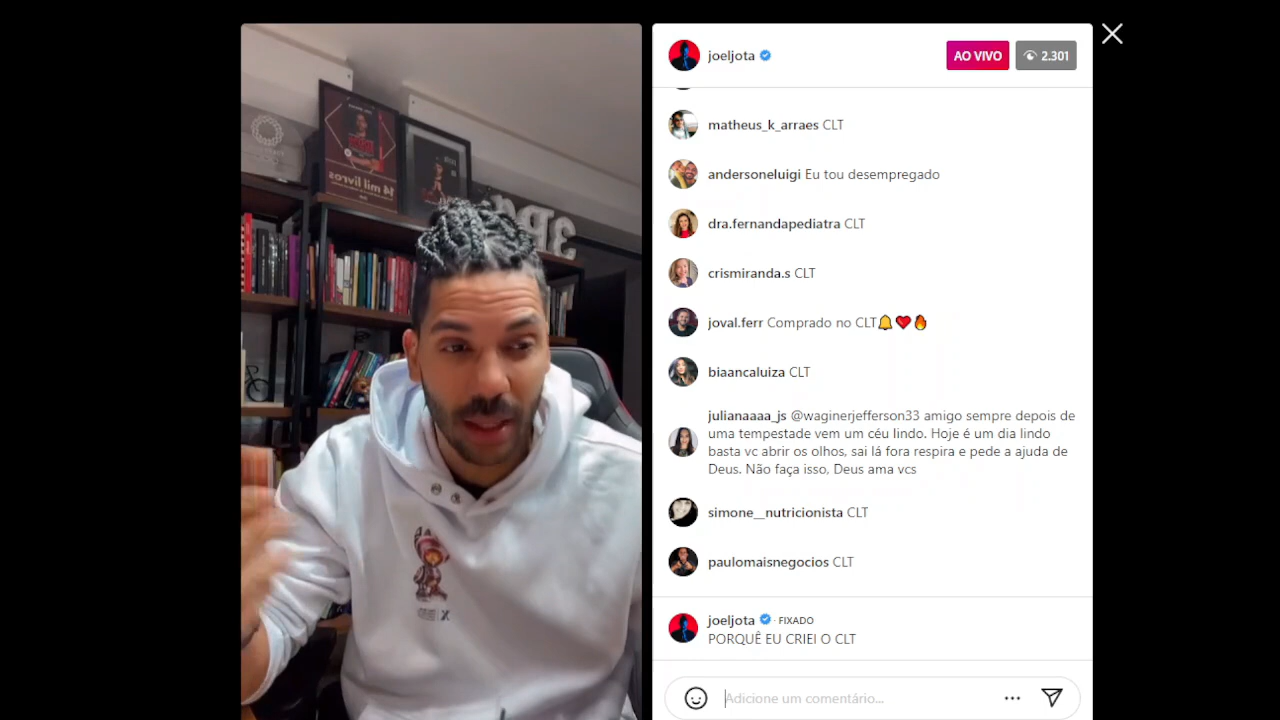 joeljota
AO VIVO
2.301
matheus_k_arraes CLT
andersoneluigi Eu tou desempregado
dra.fernandapediatra CLT
crismiranda.s CLT
joval.ferr Comprado no CLT🔔❤️🔥
biaancaluiza CLT
julianaaaa_js @waginerjefferson33 amigo sempre depois de
uma tempestade vem um céu lindo. Hoje é um dia lindo
basta vc abrir os olhos, sai lá fora respira e pede a ajuda de
Deus. Não faça isso, Deus ama vcs
simone__nutricionista CLT
paulomaisnegocios CLT
joeljota · FIXADO
PORQUÊ EU CRIEI O CLT
Adicione um comentário...
14 mil livros